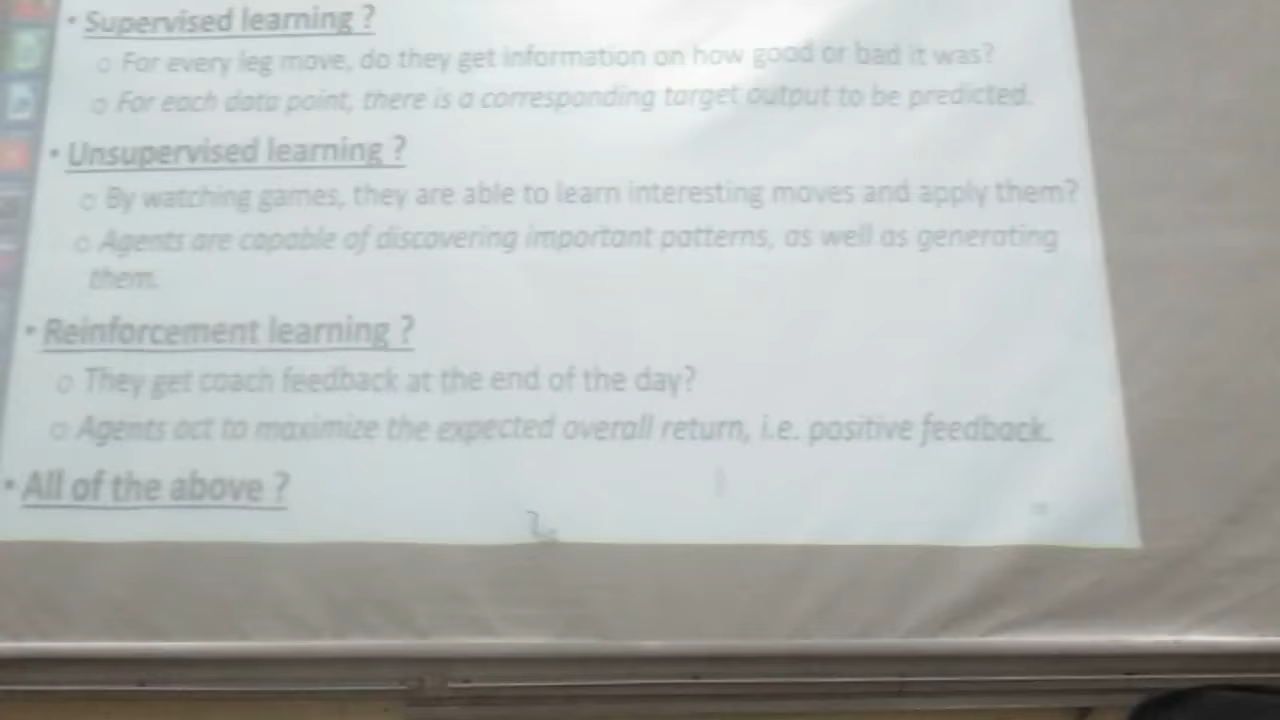 • Supervised learning ?
o For every leg move, do they get information on how good or bad it was?
o For each data point, there is a corresponding target output to be predicted.
• Unsupervised learning ?
o By watching games, they are able to learn interesting moves and apply them?
o Agents are capable of discovering important patterns, as well as generating
them.
• Reinforcement learning ?
o They get coach feedback at the end of the day?
o Agents act to maximize the expected overall return, i.e. positive feedback.
• All of the above ?